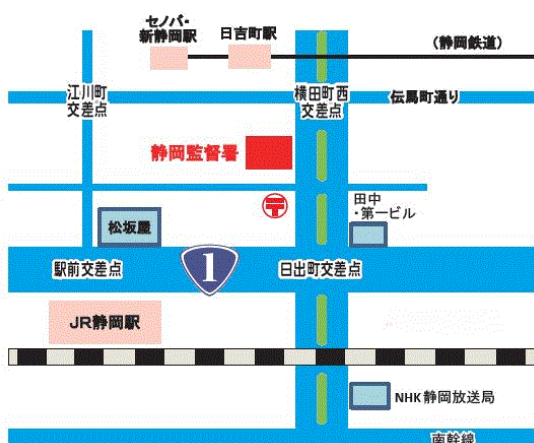 セノバ・
新静岡駅
日吉町駅
(静岡鉄道)
江川町
交差点
横田町西
交差点
伝馬町通り
静岡監督署
〒
田中
・第一ビル
松坂屋
駅前交差点
1
日出町交差点
JR静岡駅
NHK静岡放送局
南幹線